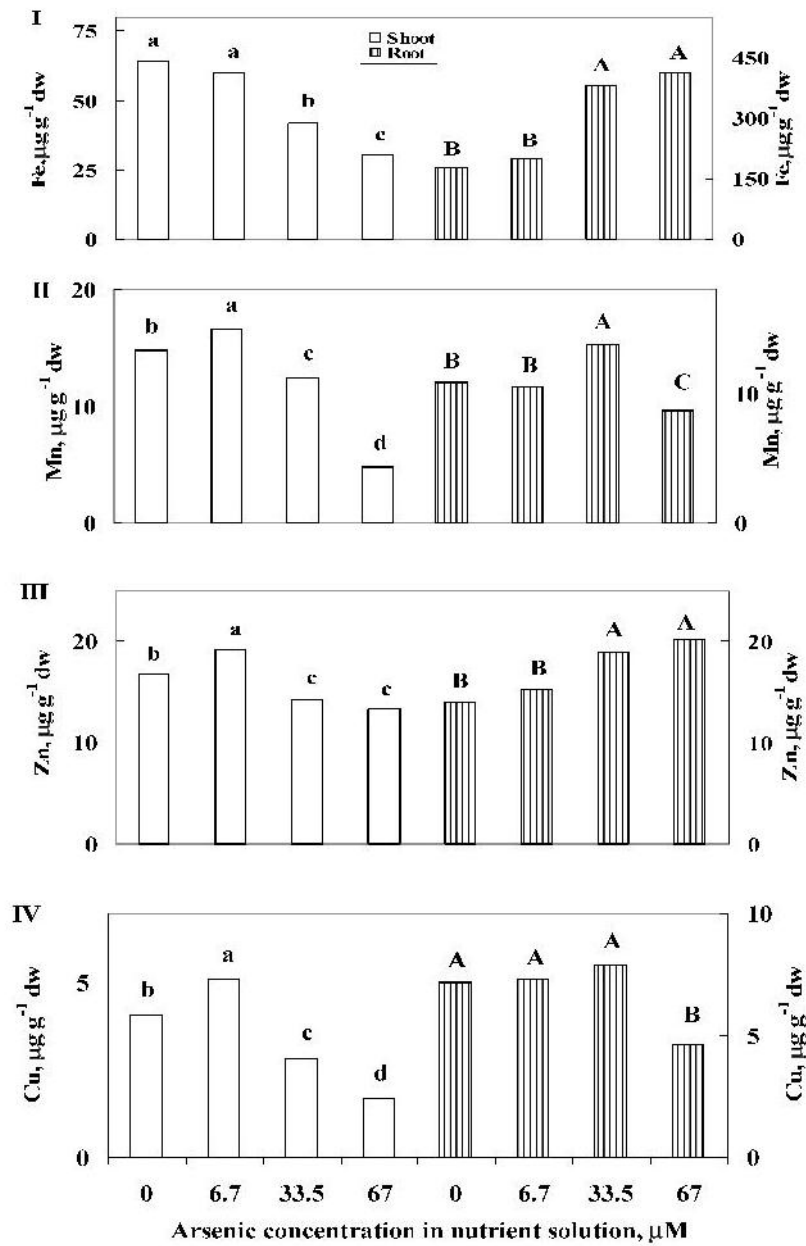 I
75
50
25
0
Fe,µg g⁻¹ dw
a
a
b
c
B
B
A
A
Shoot
Root
450
300
150
0
Fe,µg g⁻¹ dw
II
20
10
0
Mn, µg g⁻¹ dw
b
a
c
d
B
B
A
C
10
0
Mn, µg g⁻¹ dw
III
20
10
0
Zn, µg g⁻¹ dw
b
a
c
c
B
B
A
A
20
10
0
Zn, µg g⁻¹ dw
IV
5
0
Cu, µg g⁻¹ dw
b
a
c
d
A
A
A
B
10
5
0
Cu, µg g⁻¹ dw
0 6.7 33.5 67 0 6.7 33.5 67
Arsenic concentration in nutrient solution, µM